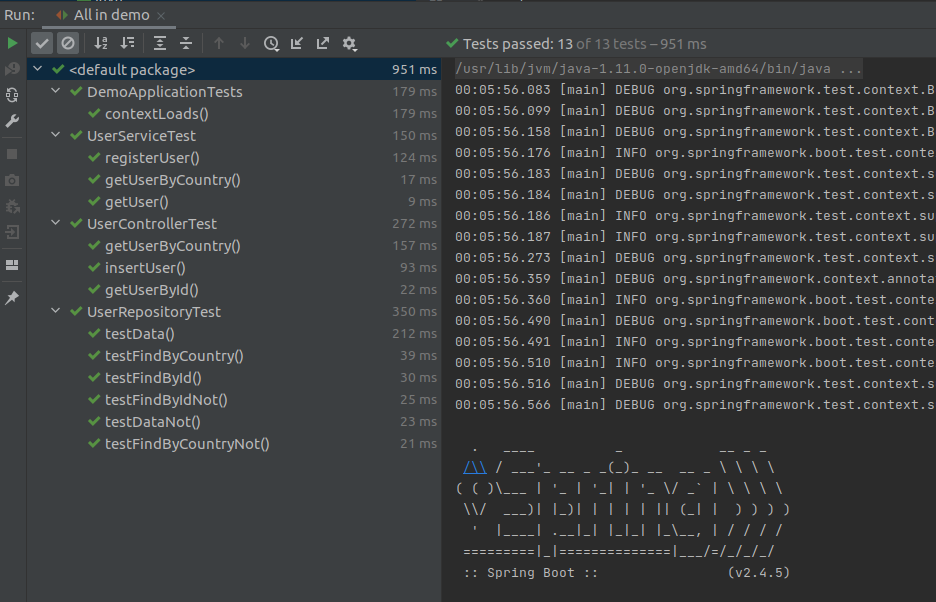 Run: All in demo
Tests passed: 13 of 13 tests – 951 ms
<default package> 951 ms
DemoApplicationTests 179 ms
contextLoads() 179 ms
UserServiceTest 150 ms
registerUser() 124 ms
getUserByCountry() 17 ms
getUser() 9 ms
UserControllerTest 272 ms
getUserByCountry() 157 ms
insertUser() 93 ms
getUserById() 22 ms
UserRepositoryTest 350 ms
testData() 212 ms
testFindByCountry() 39 ms
testFindById() 30 ms
testFindByIdNot() 25 ms
testDataNot() 23 ms
testFindByCountryNot() 21 ms
/usr/lib/jvm/java-1.11.0-openjdk-amd64/bin/java ...
00:05:56.083 [main] DEBUG org.springframework.test.context.B
00:05:56.099 [main] DEBUG org.springframework.test.context.B
00:05:56.158 [main] DEBUG org.springframework.test.context.B
00:05:56.176 [main] INFO org.springframework.boot.test.conte
00:05:56.183 [main] DEBUG org.springframework.test.context.s
00:05:56.184 [main] DEBUG org.springframework.test.context.s
00:05:56.186 [main] INFO org.springframework.test.context.su
00:05:56.187 [main] INFO org.springframework.test.context.su
00:05:56.273 [main] DEBUG org.springframework.test.context.s
00:05:56.359 [main] DEBUG org.springframework.context.annota
00:05:56.360 [main] INFO org.springframework.boot.test.conte
00:05:56.490 [main] DEBUG org.springframework.boot.test.cont
00:05:56.491 [main] INFO org.springframework.boot.test.conte
00:05:56.510 [main] INFO org.springframework.boot.test.conte
00:05:56.516 [main] DEBUG org.springframework.test.context.s
00:05:56.566 [main] DEBUG org.springframework.test.context.s
  .   ____          _            __ _ _
 /\\ / ___'_ __ _ _(_)_ __  __ _ \ \ \ \
( ( )\___ | '_ | '_| | '_ \/ _` | \ \ \ \
 \\/  ___)| |_)| | | | | || (_| |  ) ) ) )
  '  |____| .__|_| |_|_| |_\__, | / / / /
 =========|_|==============|___/=/_/_/_/
 :: Spring Boot ::                (v2.4.5)